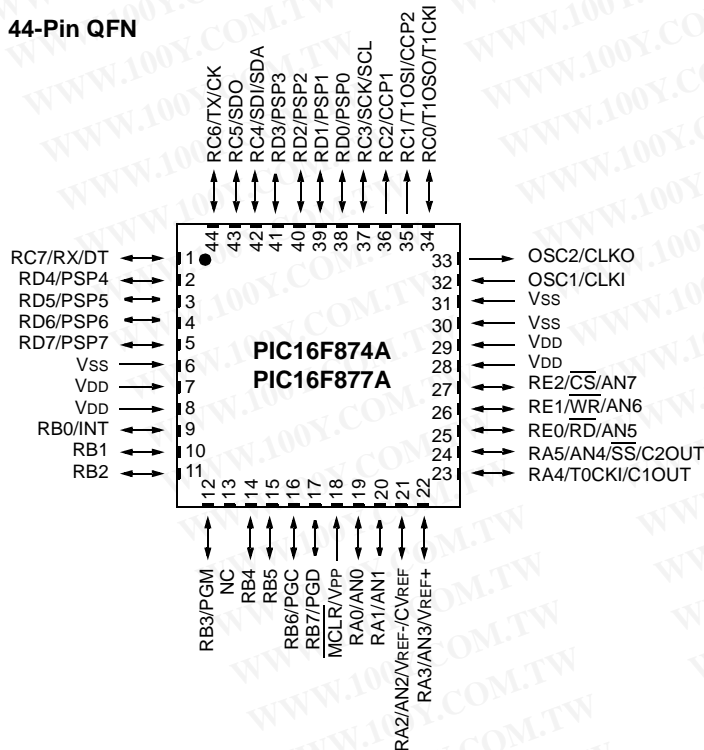 44-Pin QFN
RC6/TX/CK
RC5/SDO
RC4/SDI/SDA
RD3/PSP3
RD2/PSP2
RD1/PSP1
RD0/PSP0
RC3/SCK/SCL
RC2/CCP1
RC1/T1OSI/CCP2
RC0/T1OSO/T1CKI
44
43
42
41
40
39
38
37
36
35
34
RC7/RX/DT 1
RD4/PSP4 2
RD5/PSP5 3
RD6/PSP6 4
RD7/PSP7 5
VSS 6
VDD 7
VDD 8
RB0/INT 9
RB1 10
RB2 11
PIC16F874A
PIC16F877A
33 OSC2/CLKO
32 OSC1/CLKI
31 VSS
30 VSS
29 VDD
28 VDD
27 RE2/CS/AN7
26 RE1/WR/AN6
25 RE0/RD/AN5
24 RA5/AN4/SS/C2OUT
23 RA4/T0CKI/C1OUT
12
13
14
15
16
17
18
19
20
21
22
RB3/PGM
NC
RB4
RB5
RB6/PGC
RB7/PGD
MCLR/VPP
RA0/AN0
RA1/AN1
RA2/AN2/VREF-/CVREF
RA3/AN3/VREF+
WWW.100Y.COM.TW